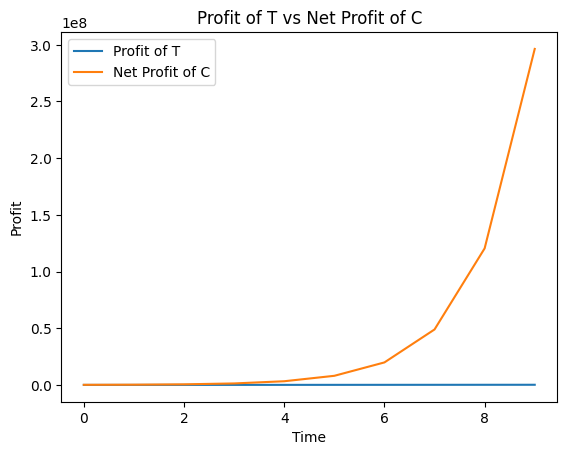 Profit of T vs Net Profit of C
1e8
Profit of T
Net Profit of C
3.0
2.5
2.0
1.5
1.0
0.5
0.0
Profit
0 2 4 6 8
Time